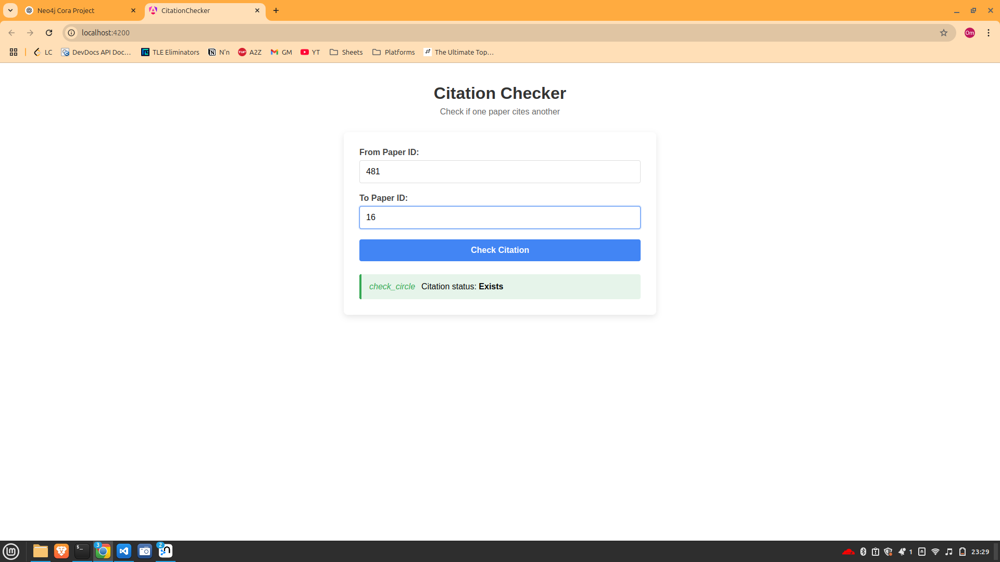 Neo4j Cora Project
CitationChecker
localhost:4200
Om
LC
DevDocs API Doc...
TLE Eliminators
N'n
TUF A2Z
GM
YT
Sheets
Platforms
The Ultimate Top...
Citation Checker
Check if one paper cites another
From Paper ID:
481
To Paper ID:
16
Check Citation
check_circle Citation status: Exists
3
2
1
23:29